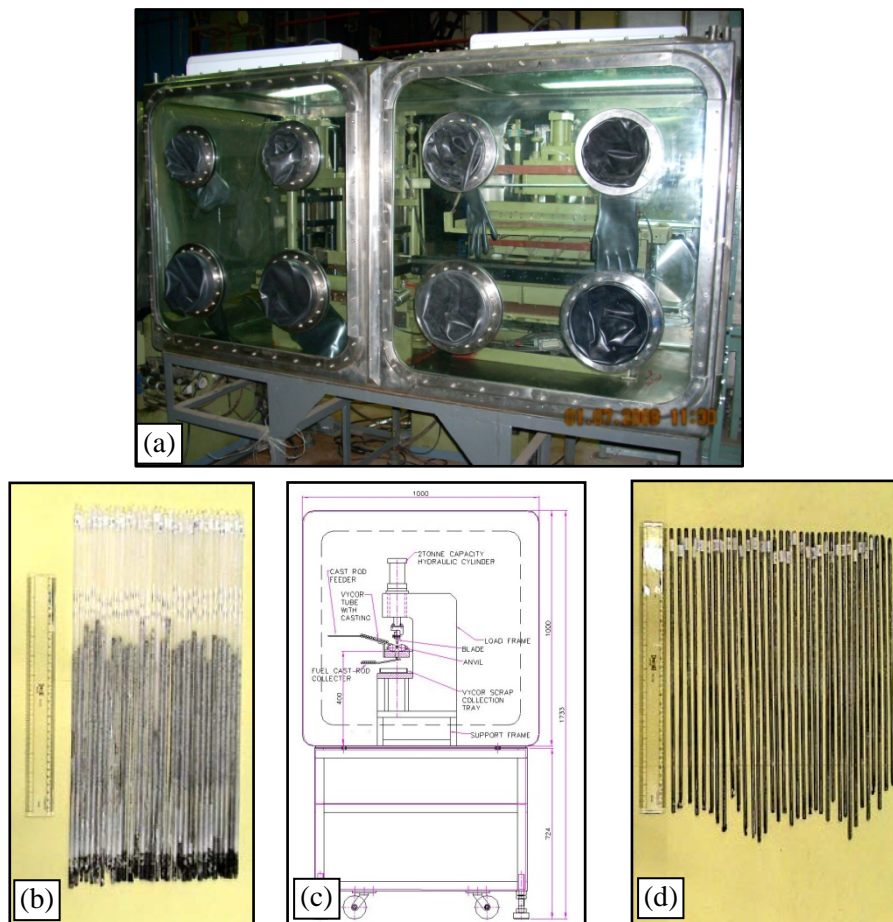 01.07.2009 11:30
(a)
(b)
1000
2TONNE CAPACITY
HYDRAULIC CYLINDER
CAST ROD
FEEDER
VYCOR
TUBE
WITH
CASTING
LOAD FRAME
BLADE
ANVIL
FUEL CAST-ROD
COLLECTER
VYCOR SCRAP
COLLECTION
TRAY
400
SUPPORT FRAME
1000
1733
724
(c)
(d)